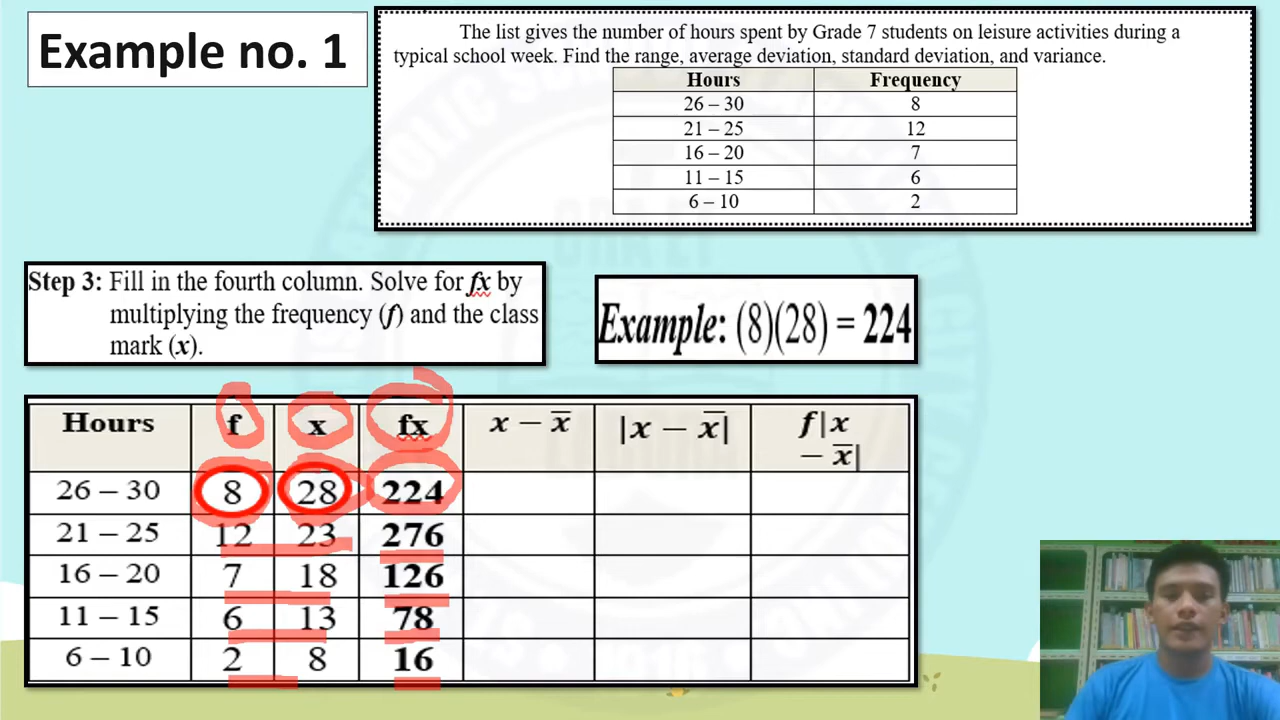 Example no. 1
The list gives the number of hours spent by Grade 7 students on leisure activities during a
typical school week. Find the range, average deviation, standard deviation, and variance.
Hours Frequency
26 – 30 8
21 – 25 12
16 – 20 7
11 – 15 6
6 – 10 2
Step 3: Fill in the fourth column. Solve for fx by
multiplying the frequency (f) and the class
mark (x).
Example: (8)(28) = 224
Hours f x fx x − x̅ |x − x̅| f|x
− x̅|
26 – 30 8 28 224
21 – 25 12 23 276
16 – 20 7 18 126
11 – 15 6 13 78
6 – 10 2 8 16